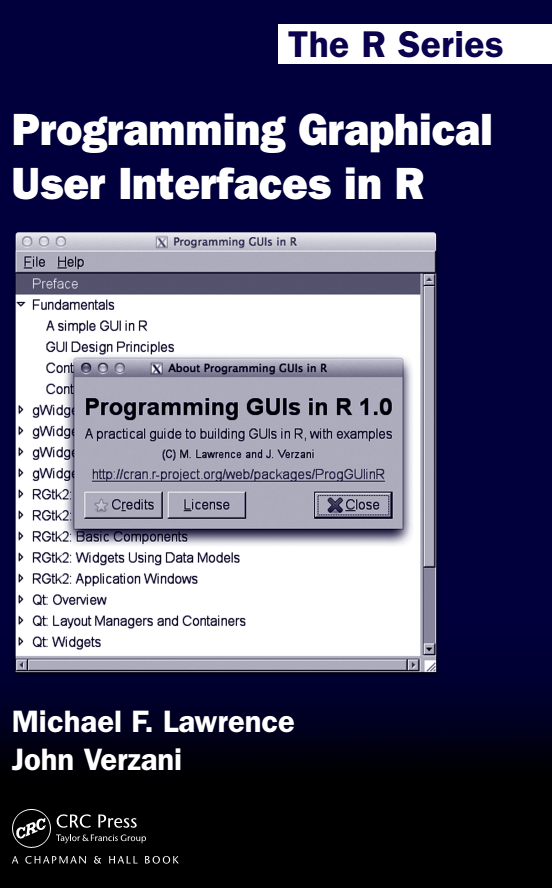 The R Series
Programming Graphical
User Interfaces in R
Programming GUIs in R
File Help
Preface
Fundamentals
A simple GUI in R
GUI Design Principles
Cont
Cont
gWidge
gWidge
gWidge
gWidge
RGtk2:
RGtk2:
RGtk2: Basic Components
RGtk2: Widgets Using Data Models
RGtk2: Application Windows
Qt: Overview
Qt: Layout Managers and Containers
Qt: Widgets
About Programming GUIs in R
Programming GUIs in R 1.0
A practical guide to building GUIs in R, with examples
(C) M. Lawrence and J. Verzani
http://cran.r-project.org/web/packages/ProgGUIinR
Credits License Close
Michael F. Lawrence
John Verzani
CRC
CRC Press
Taylor & Francis Group
A CHAPMAN & HALL BOOK